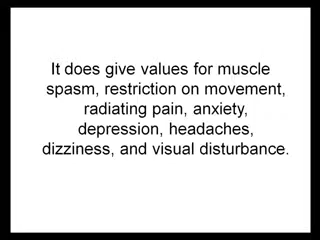 It does give values for muscle
spasm, restriction on movement,
radiating pain, anxiety,
depression, headaches,
dizziness, and visual disturbance.